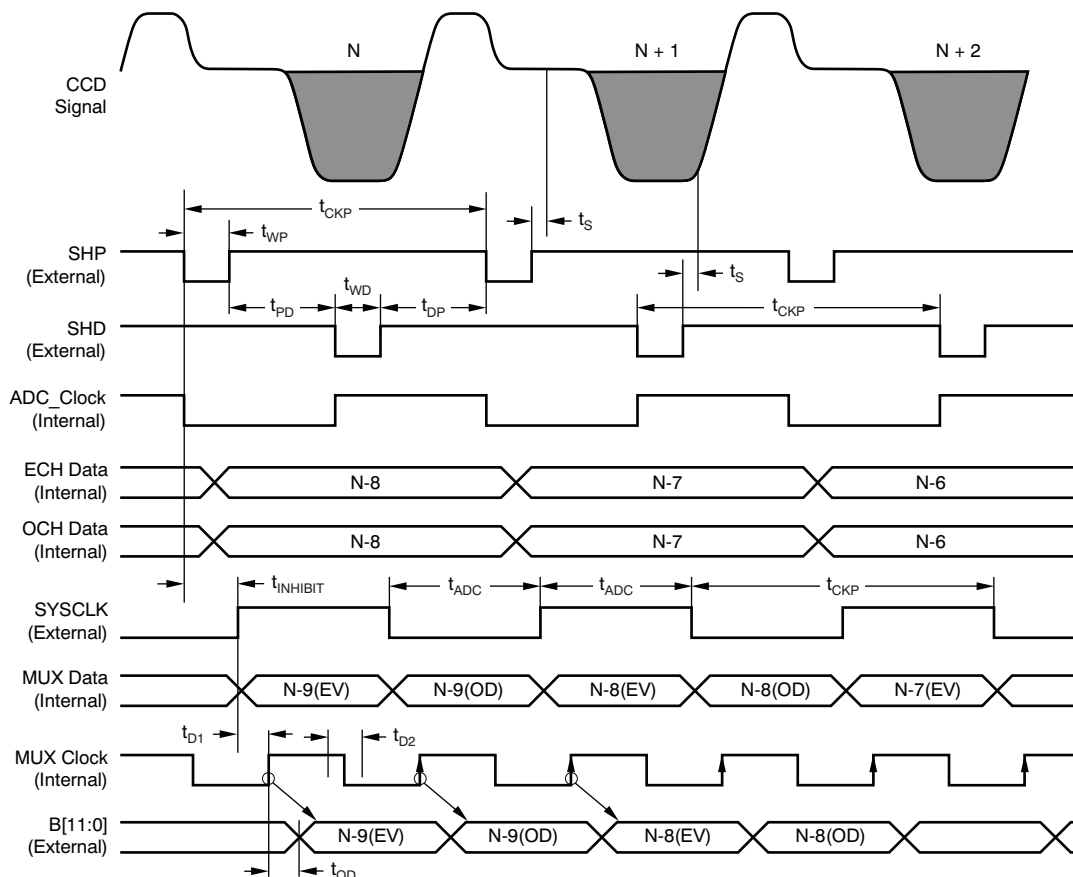 N
N + 1
N + 2
CCD
Signal
tCKP
tWP
tS
SHP
(External)
tS
tWD
tPD
tDP
tCKP
SHD
(External)
ADC_Clock
(Internal)
ECH Data
(Internal)
N-8
N-7
N-6
OCH Data
(Internal)
N-8
N-7
N-6
tINHIBIT
tADC
tADC
tCKP
SYSCLK
(External)
MUX Data
(Internal)
N-9(EV)
N-9(OD)
N-8(EV)
N-8(OD)
N-7(EV)
tD1
tD2
MUX Clock
(Internal)
B[11:0]
(External)
N-9(EV)
N-9(OD)
N-8(EV)
N-8(OD)
tOD